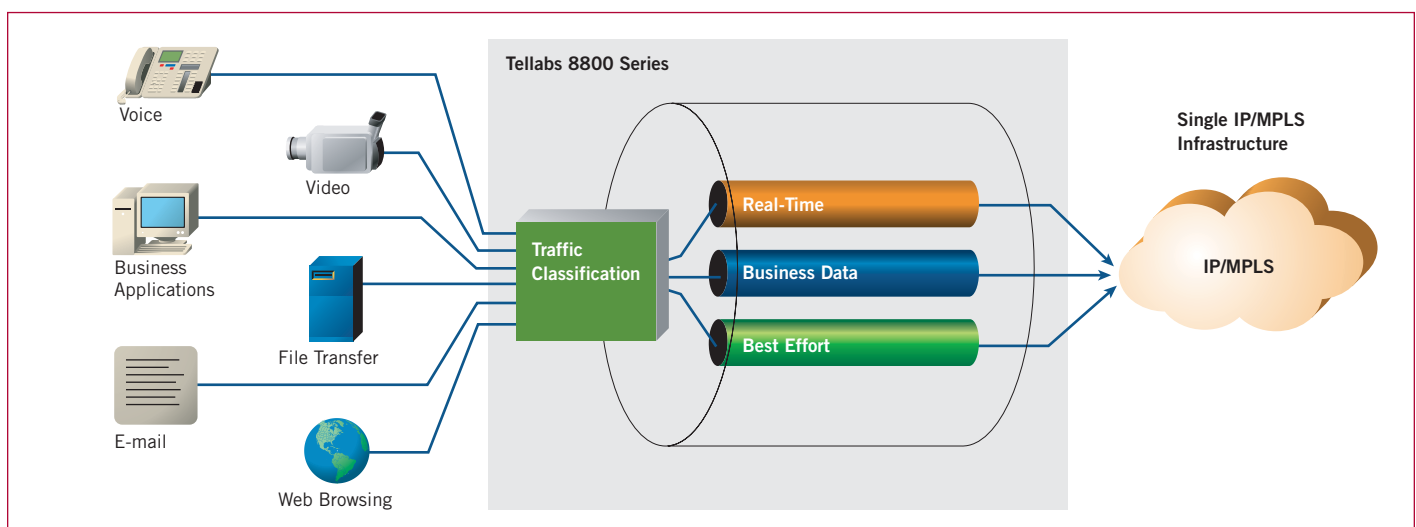 Tellabs 8800 Series
Voice
Video
Business
Applications
File Transfer
E-mail
Web Browsing
Traffic
Classification
Real-Time
Business Data
Best Effort
Single IP/MPLS
Infrastructure
IP/MPLS